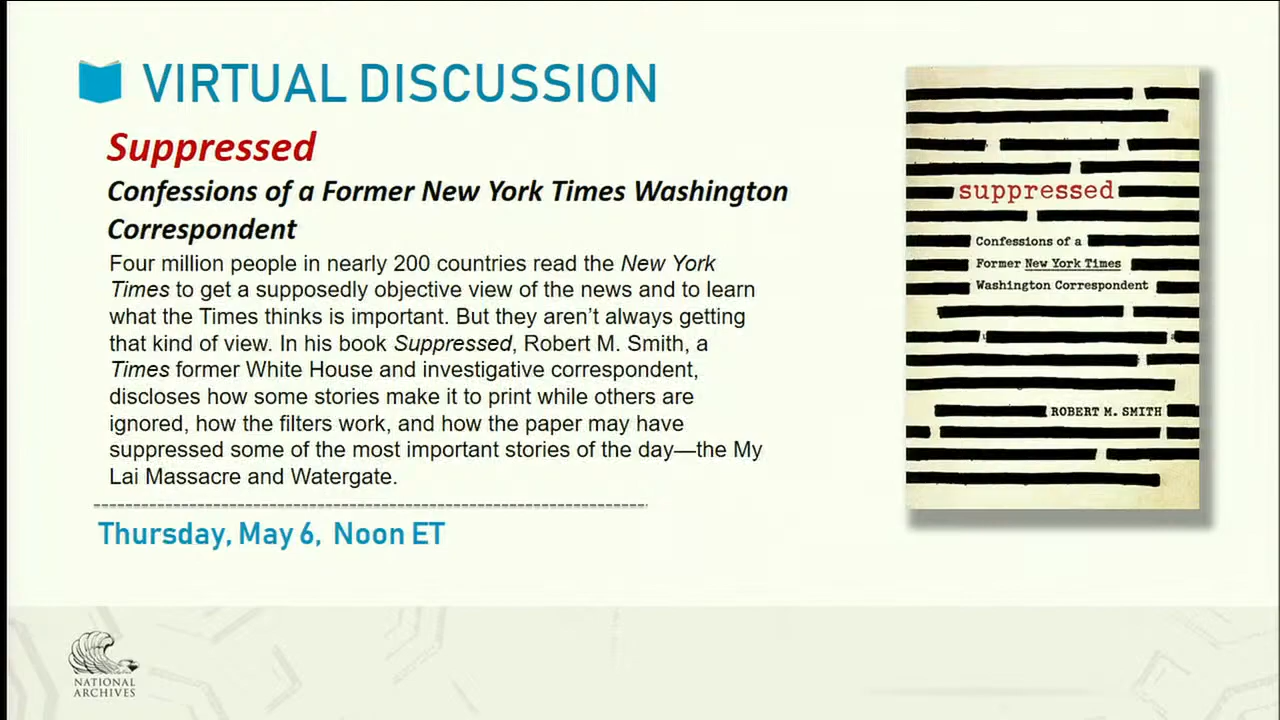 VIRTUAL DISCUSSION
Suppressed
Confessions of a Former New York Times Washington
Correspondent
Four million people in nearly 200 countries read the New York
Times to get a supposedly objective view of the news and to learn
what the Times thinks is important. But they aren’t always getting
that kind of view. In his book Suppressed, Robert M. Smith, a
Times former White House and investigative correspondent,
discloses how some stories make it to print while others are
ignored, how the filters work, and how the paper may have
suppressed some of the most important stories of the day—the My
Lai Massacre and Watergate.
Thursday, May 6, Noon ET
suppressed
Confessions of a
Former New York Times
Washington Correspondent
ROBERT M. SMITH
NATIONAL
ARCHIVES